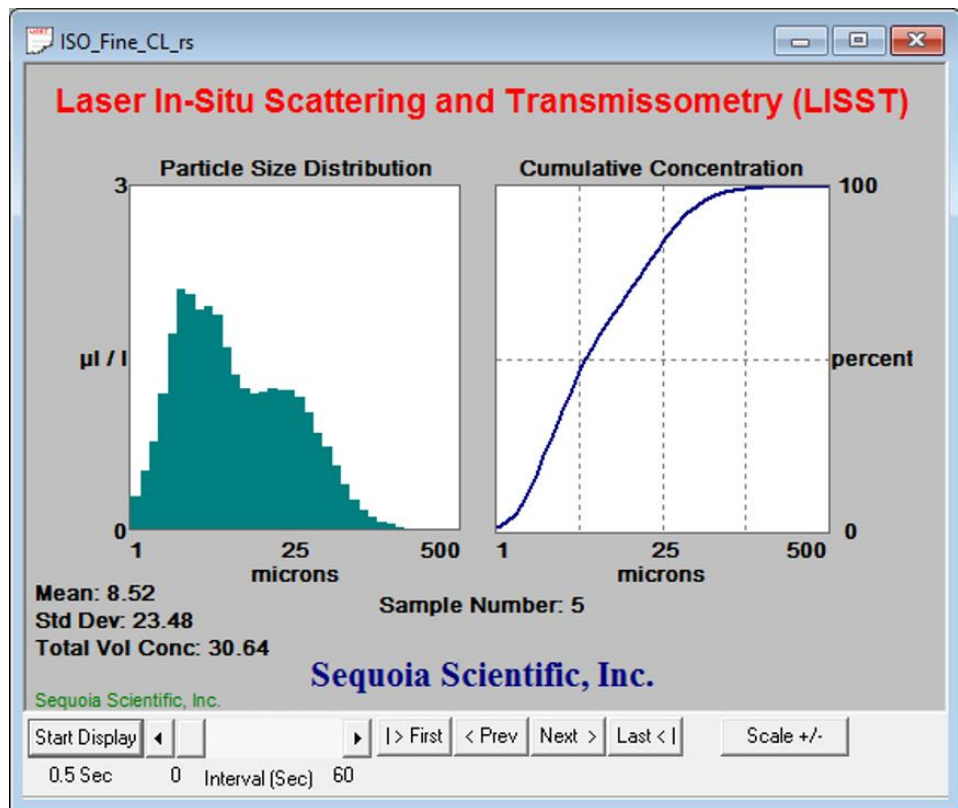 ISO_Fine_CL_rs
Laser In-Situ Scattering and Transmissometry (LISST)
Particle Size Distribution
Cumulative Concentration
3
100
µl / l
percent
0
0
1 25 500
1 25 500
microns
microns
Mean: 8.52
Std Dev: 23.48
Total Vol Conc: 30.64
Sample Number: 5
Sequoia Scientific, Inc.
Sequoia Scientific, Inc.
Start Display
|> First
< Prev
Next >
Last <|
Scale +/-
0.5 Sec
0 Interval (Sec) 60